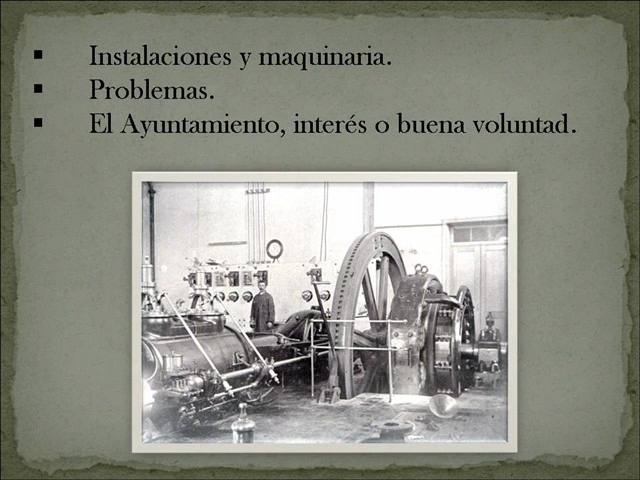 ▪ Instalaciones y maquinaria.
▪ Problemas.
▪ El Ayuntamiento, interés o buena voluntad.